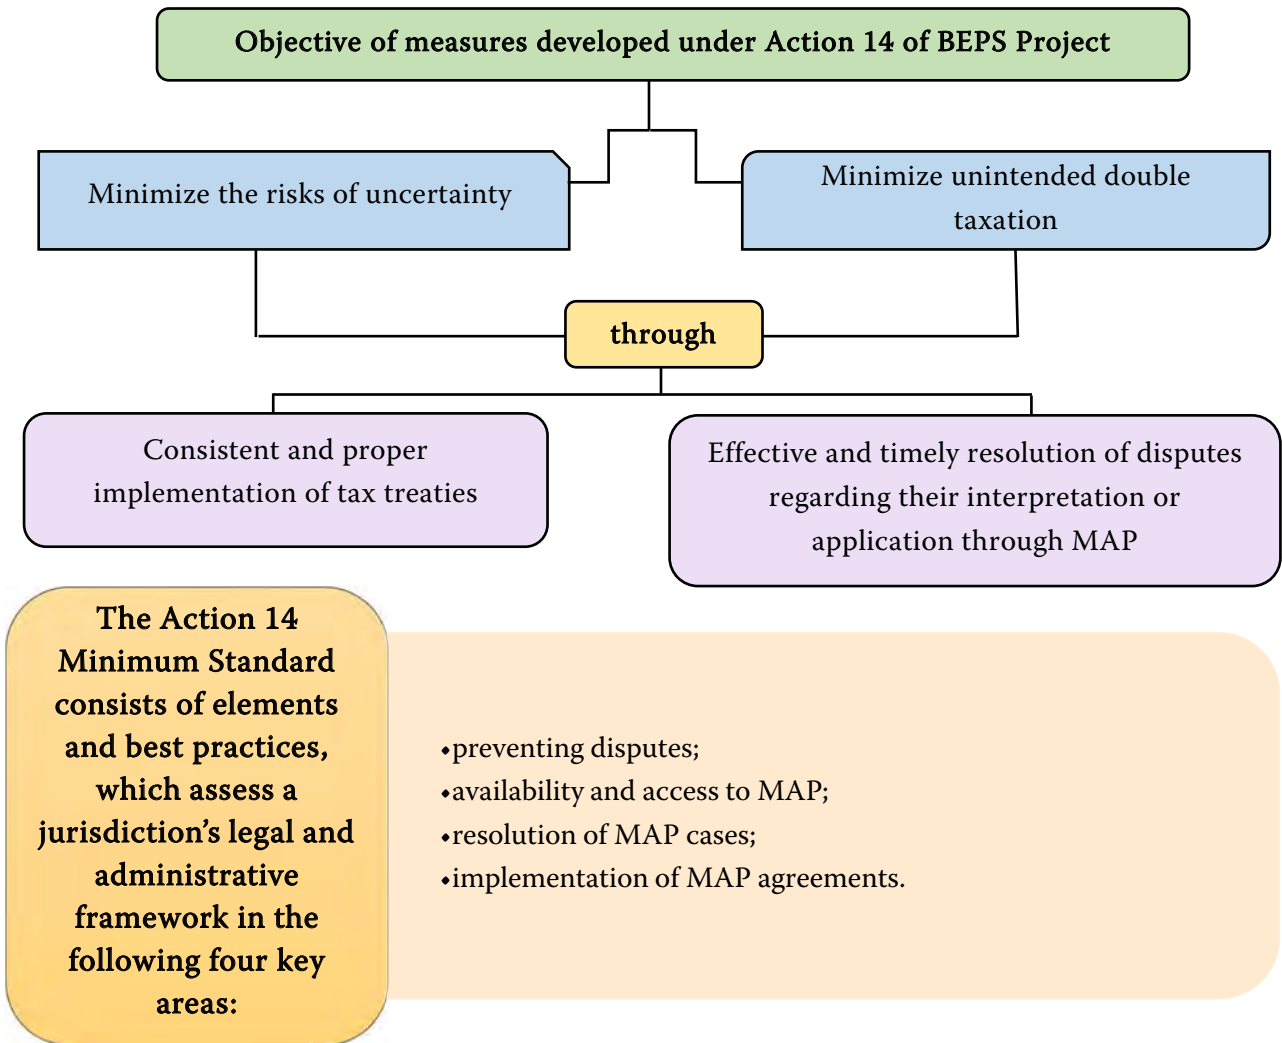 Objective of measures developed under Action 14 of BEPS Project
Minimize the risks of uncertainty
Minimize unintended double
taxation
through
Consistent and proper
implementation of tax treaties
Effective and timely resolution of disputes
regarding their interpretation or
application through MAP
The Action 14
Minimum Standard
consists of elements
and best practices,
which assess a
jurisdiction’s legal and
administrative
framework in the
following four key
areas:
•preventing disputes;
•availability and access to MAP;
•resolution of MAP cases;
•implementation of MAP agreements.